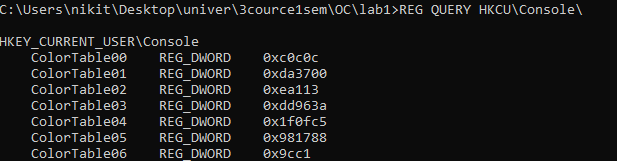 C:\Users\nikit\Desktop\univer\3cource1sem\OC\lab1>REG QUERY HKCU\Console\
HKEY_CURRENT_USER\Console
ColorTable00    REG_DWORD    0xc0c0c
ColorTable01    REG_DWORD    0xda3700
ColorTable02    REG_DWORD    0xea113
ColorTable03    REG_DWORD    0xdd963a
ColorTable04    REG_DWORD    0x1f0fc5
ColorTable05    REG_DWORD    0x981788
ColorTable06    REG_DWORD    0x9cc1